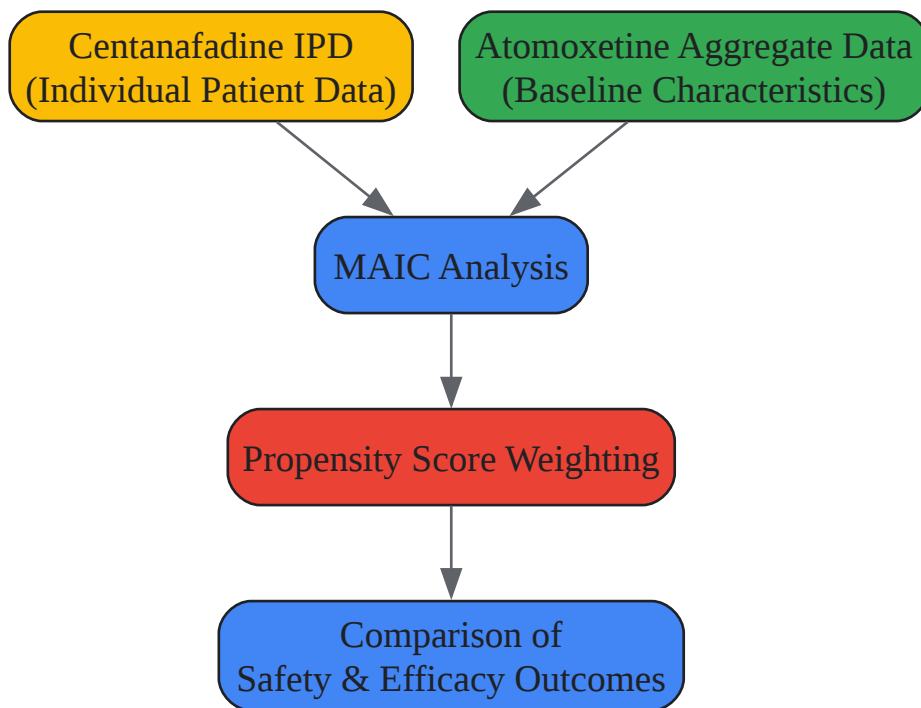 Centanafadine IPD
(Individual Patient Data)
Atomoxetine Aggregate Data
(Baseline Characteristics)
MAIC Analysis
Propensity Score Weighting
Comparison of
Safety & Efficacy Outcomes